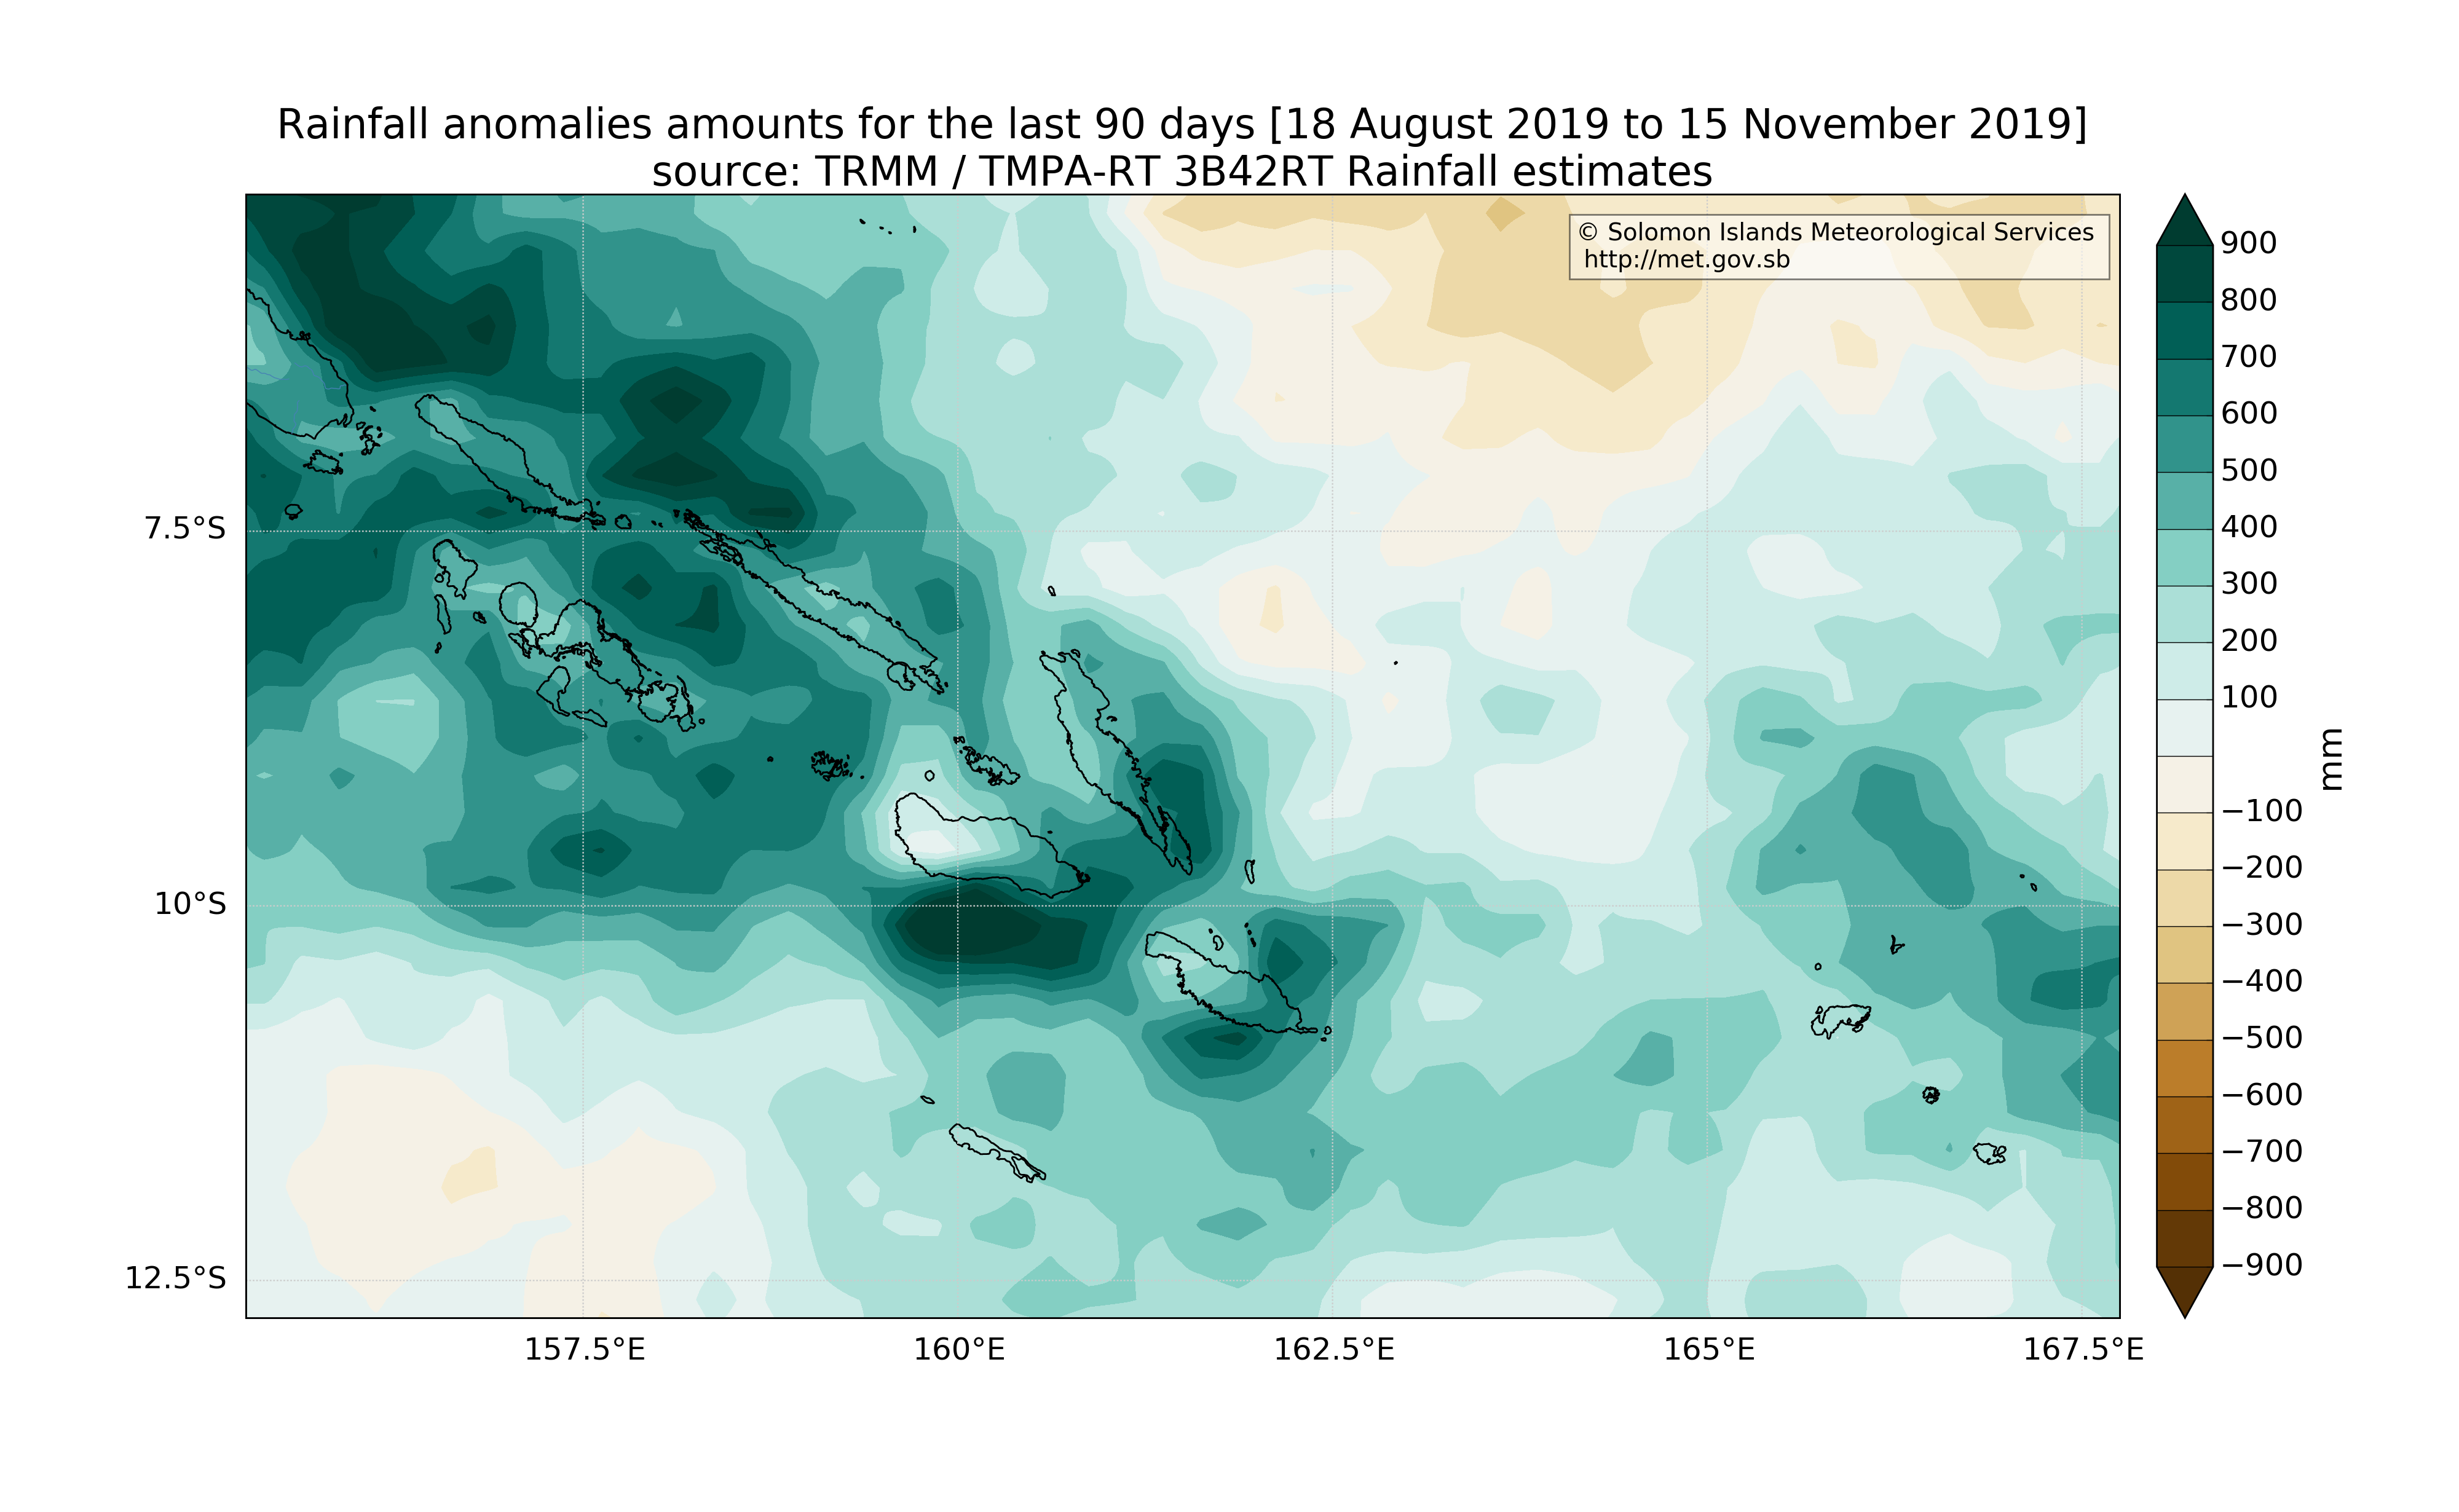 Rainfall anomalies amounts for the last 90 days [18 August 2019 to 15 November 2019]
source: TRMM / TMPA-RT 3B42RT Rainfall estimates
© Solomon Islands Meteorological Services
http://met.gov.sb
7.5°S
10°S
12.5°S
157.5°E
160°E
162.5°E
165°E
167.5°E
900
800
700
600
500
400
300
200
100
−100
−200
−300
−400
−500
−600
−700
−800
−900
mm